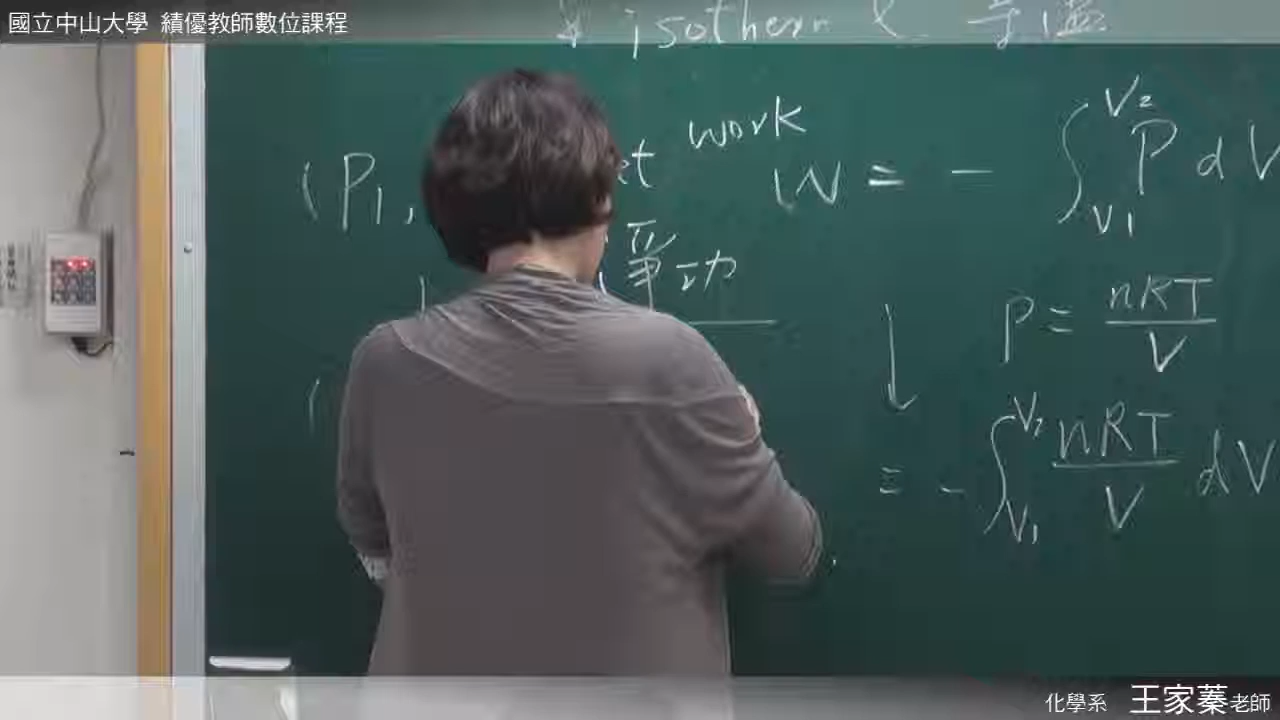 國立中山大學 績優教師數位課程
isotherm 等溫
work
(P₁, W = - ∫V₁V₂ P dV
淨功
P = nRT/V
= - ∫V₁V₂ nRT/V dV
化學系 王家蓁老師